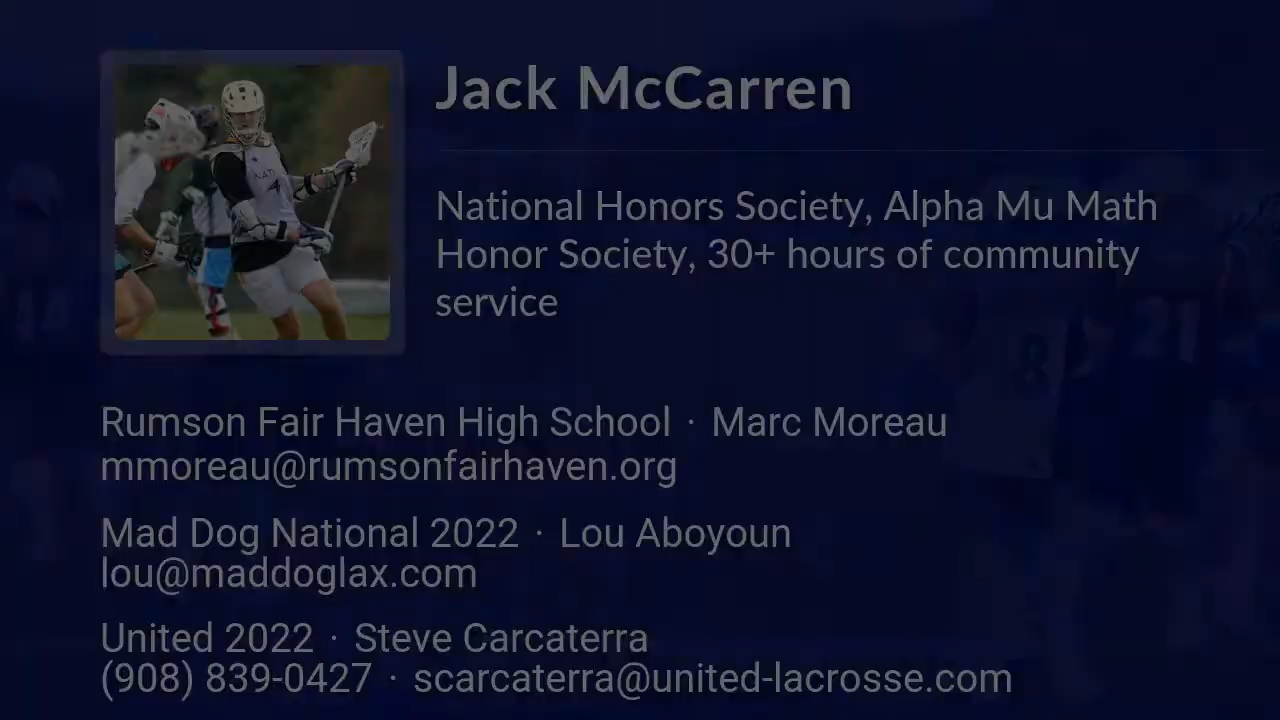 Jack McCarren
National Honors Society, Alpha Mu Math
Honor Society, 30+ hours of community
service
Rumson Fair Haven High School · Marc Moreau
mmoreau@rumsonfairhaven.org
Mad Dog National 2022 · Lou Aboyoun
lou@maddoglax.com
United 2022 · Steve Carcaterra
(908) 839-0427 · scarcaterra@united-lacrosse.com
21
8